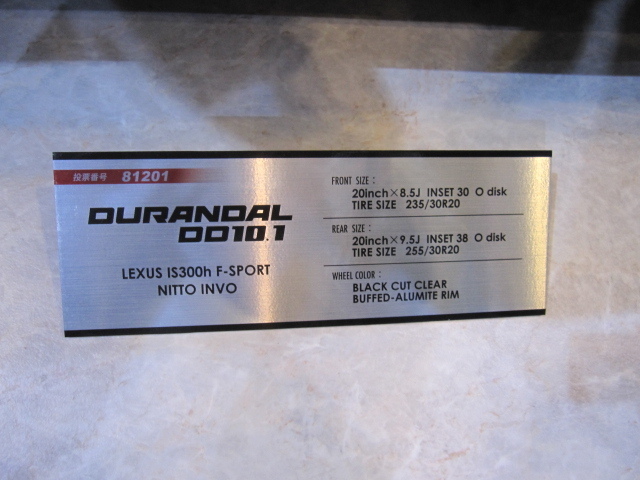 投票番号 81201
DURANDAL
DD10.1
LEXUS IS300h F-SPORT
NITTO INVO
FRONT SIZE :
20inch×8.5J INSET 30 O disk
TIRE SIZE 235/30R20
REAR SIZE :
20inch×9.5J INSET 38 O disk
TIRE SIZE 255/30R20
WHEEL COLOR :
BLACK CUT CLEAR
BUFFED-ALUMITE RIM